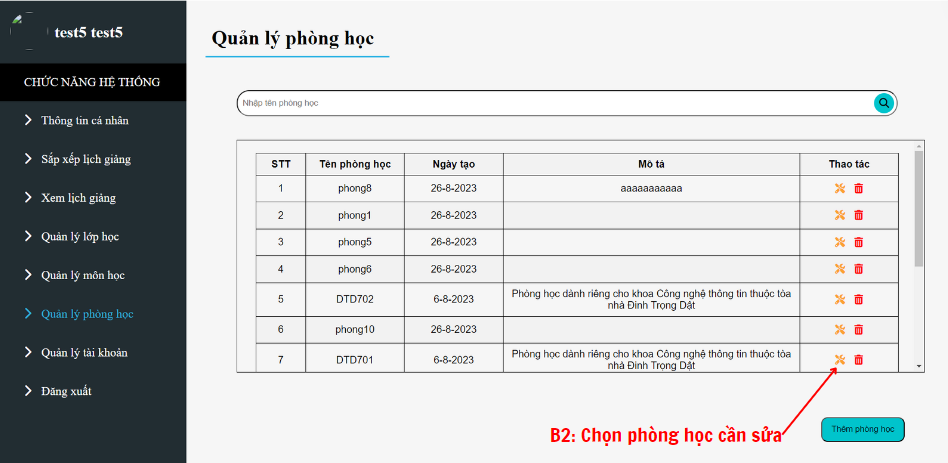 test5 test5
CHỨC NĂNG HỆ THỐNG
Thông tin cá nhân
Sắp xếp lịch giảng
Xem lịch giảng
Quản lý lớp học
Quản lý môn học
Quản lý phòng học
Quản lý tài khoản
Đăng xuất
Quản lý phòng học
Nhập tên phòng học
STT Tên phòng học Ngày tạo Mô tả Thao tác
1 phong8 26-8-2023 aaaaaaaaaaa
2 phong1 26-8-2023
3 phong5 26-8-2023
4 phong6 26-8-2023
5 DTD702 6-8-2023 Phòng học dành riêng cho khoa Công nghệ thông tin thuộc tòa
nhà Đinh Trọng Dật
6 phong10 26-8-2023
7 DTD701 6-8-2023 Phòng học dành riêng cho khoa Công nghệ thông tin thuộc tòa
nhà Đinh Trọng Dật
B2: Chọn phòng học cần sửa
Thêm phòng học